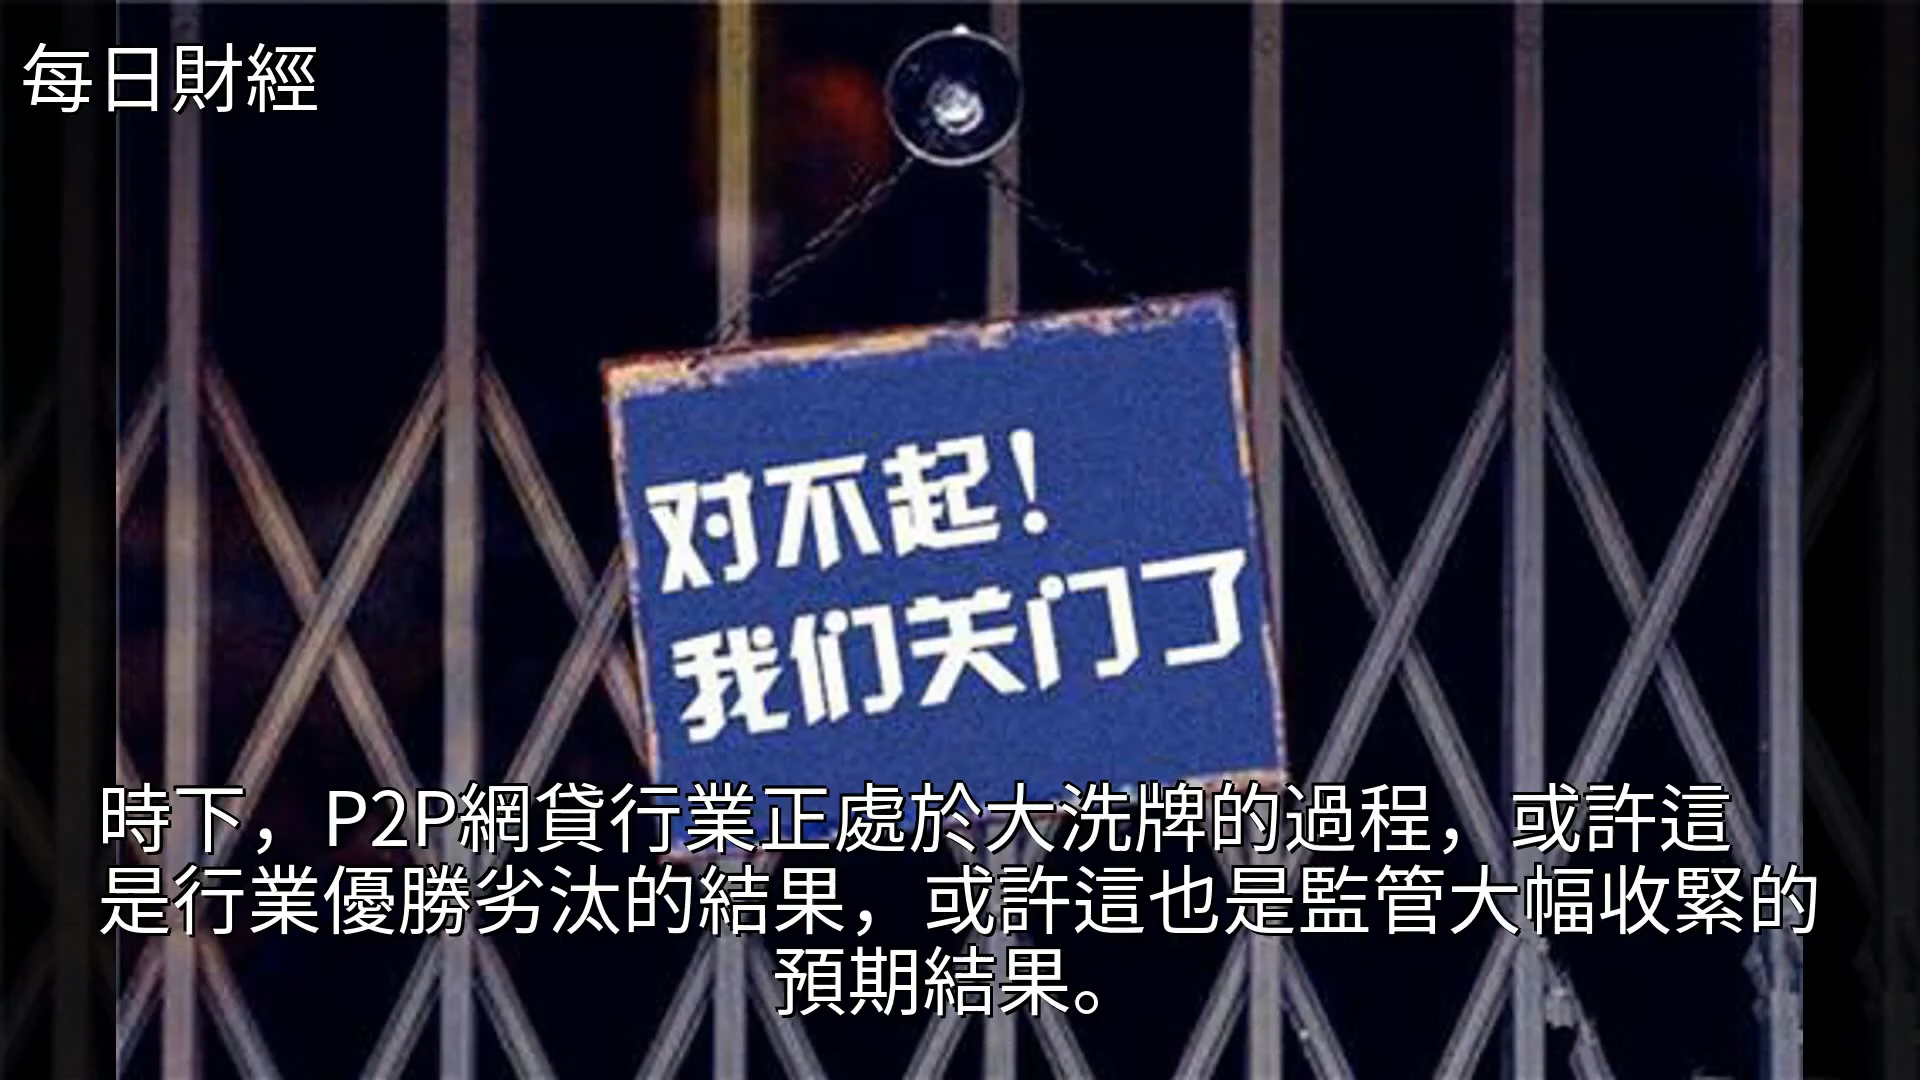 每日財經
对不起！
我们关门了
時下，P2P網貸行業正處於大洗牌的過程，或許這
是行業優勝劣汰的結果，或許這也是監管大幅收緊的
預期結果。